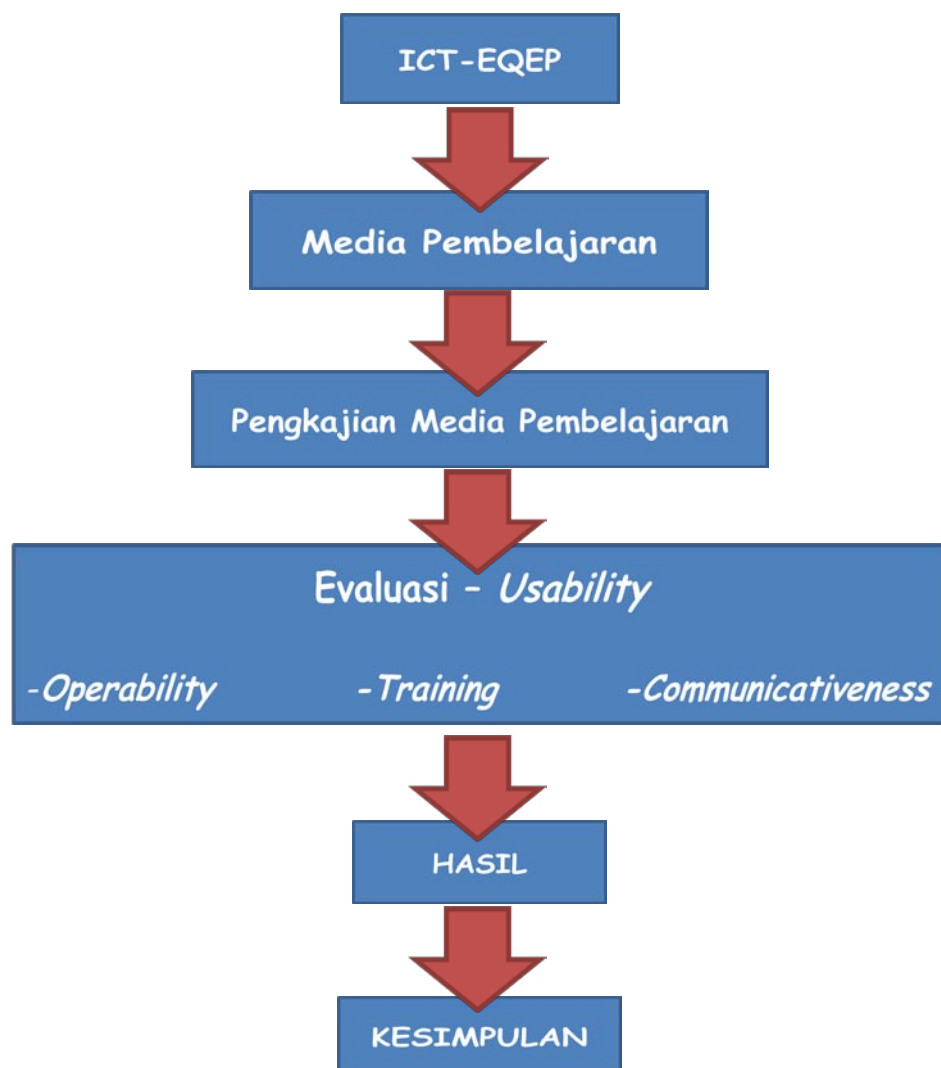 ICT-EQEP
Media Pembelajaran
Pengkajian Media Pembelajaran
Evaluasi – Usability
-Operability -Training -Communicativeness
HASIL
KESIMPULAN